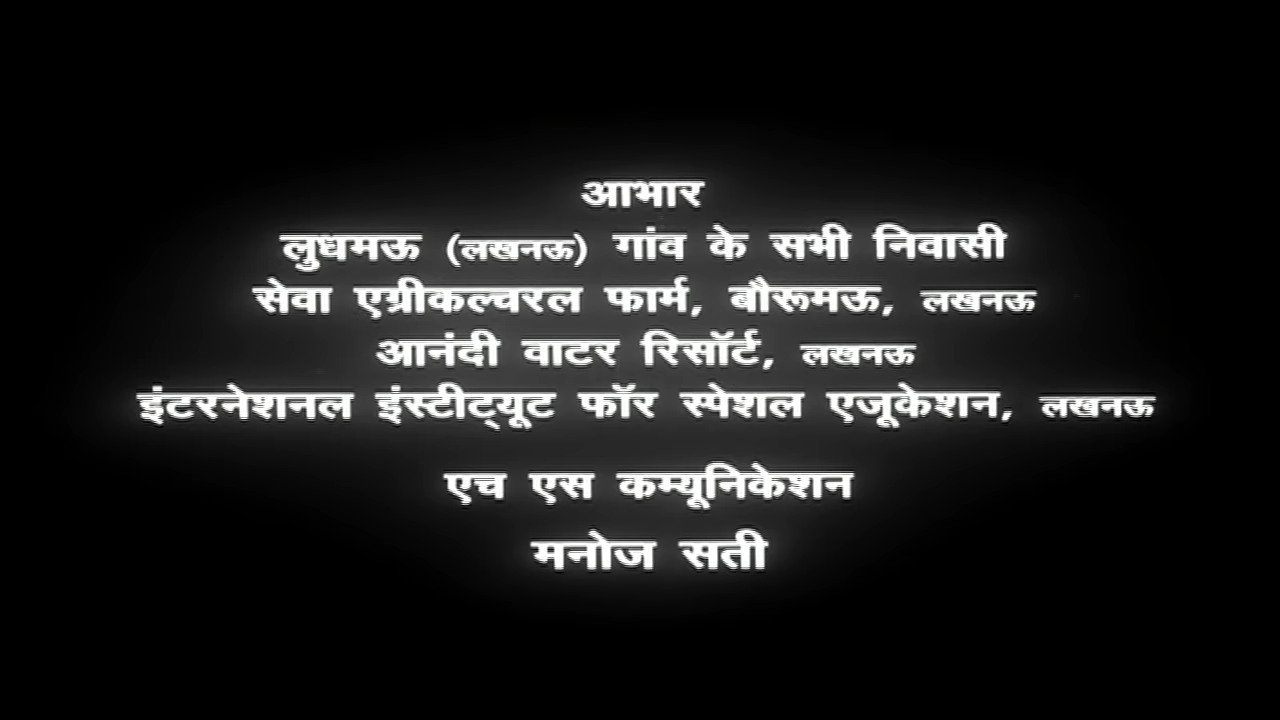 आभार
लुधमऊ (लखनऊ) गांव के सभी निवासी
सेवा एग्रीकल्चरल फार्म, बौरूमऊ, लखनऊ
आनंदी वाटर रिसॉर्ट, लखनऊ
इंटरनेशनल इंस्टीट्यूट फॉर स्पेशल एजूकेशन, लखनऊ
एच एस कम्यूनिकेशन
मनोज सती